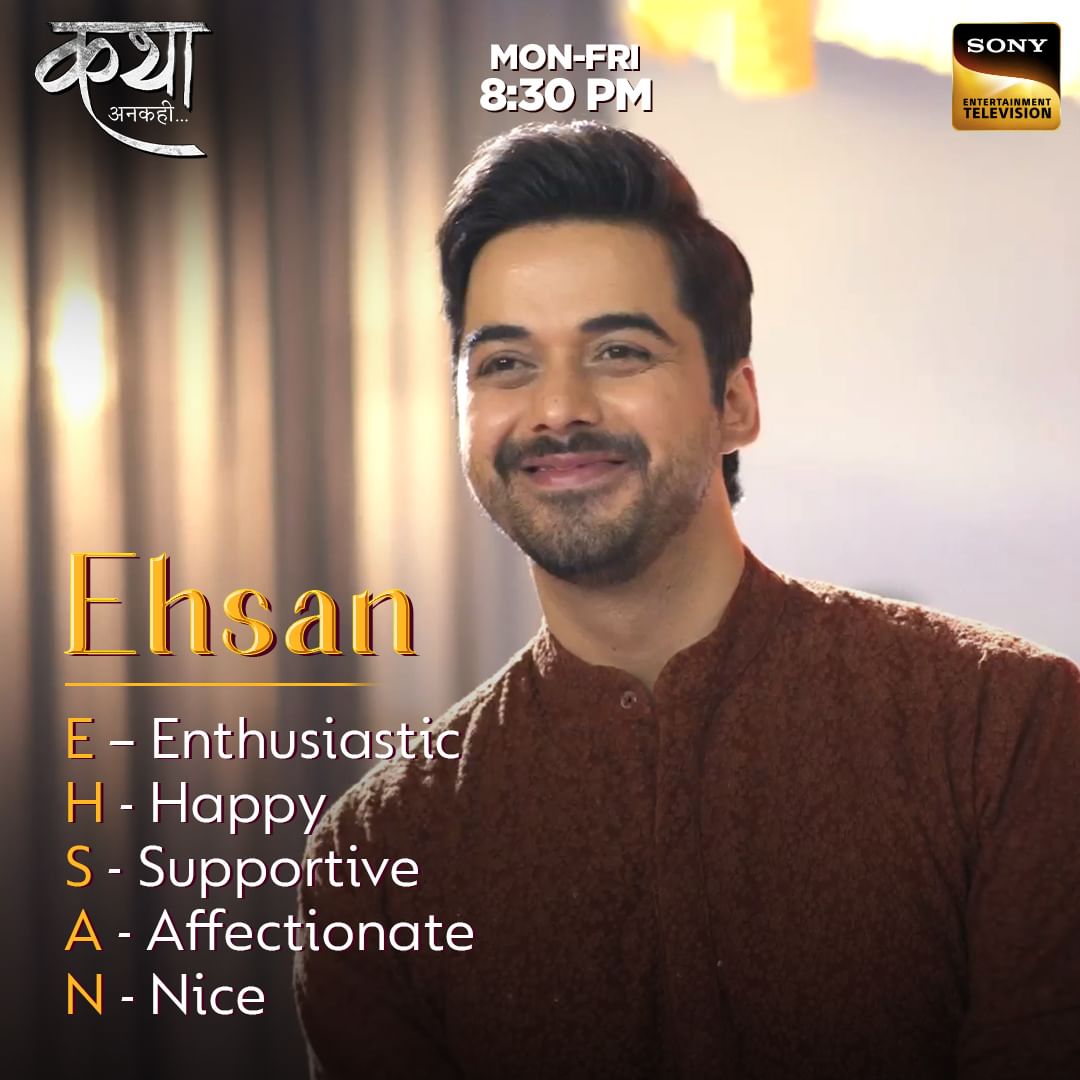 कथा
अनकही...
MON-FRI
8:30 PM
SONY
ENTERTAINMENT
TELEVISION
Ehsan
E – Enthusiastic
H - Happy
S - Supportive
A - Affectionate
N - Nice